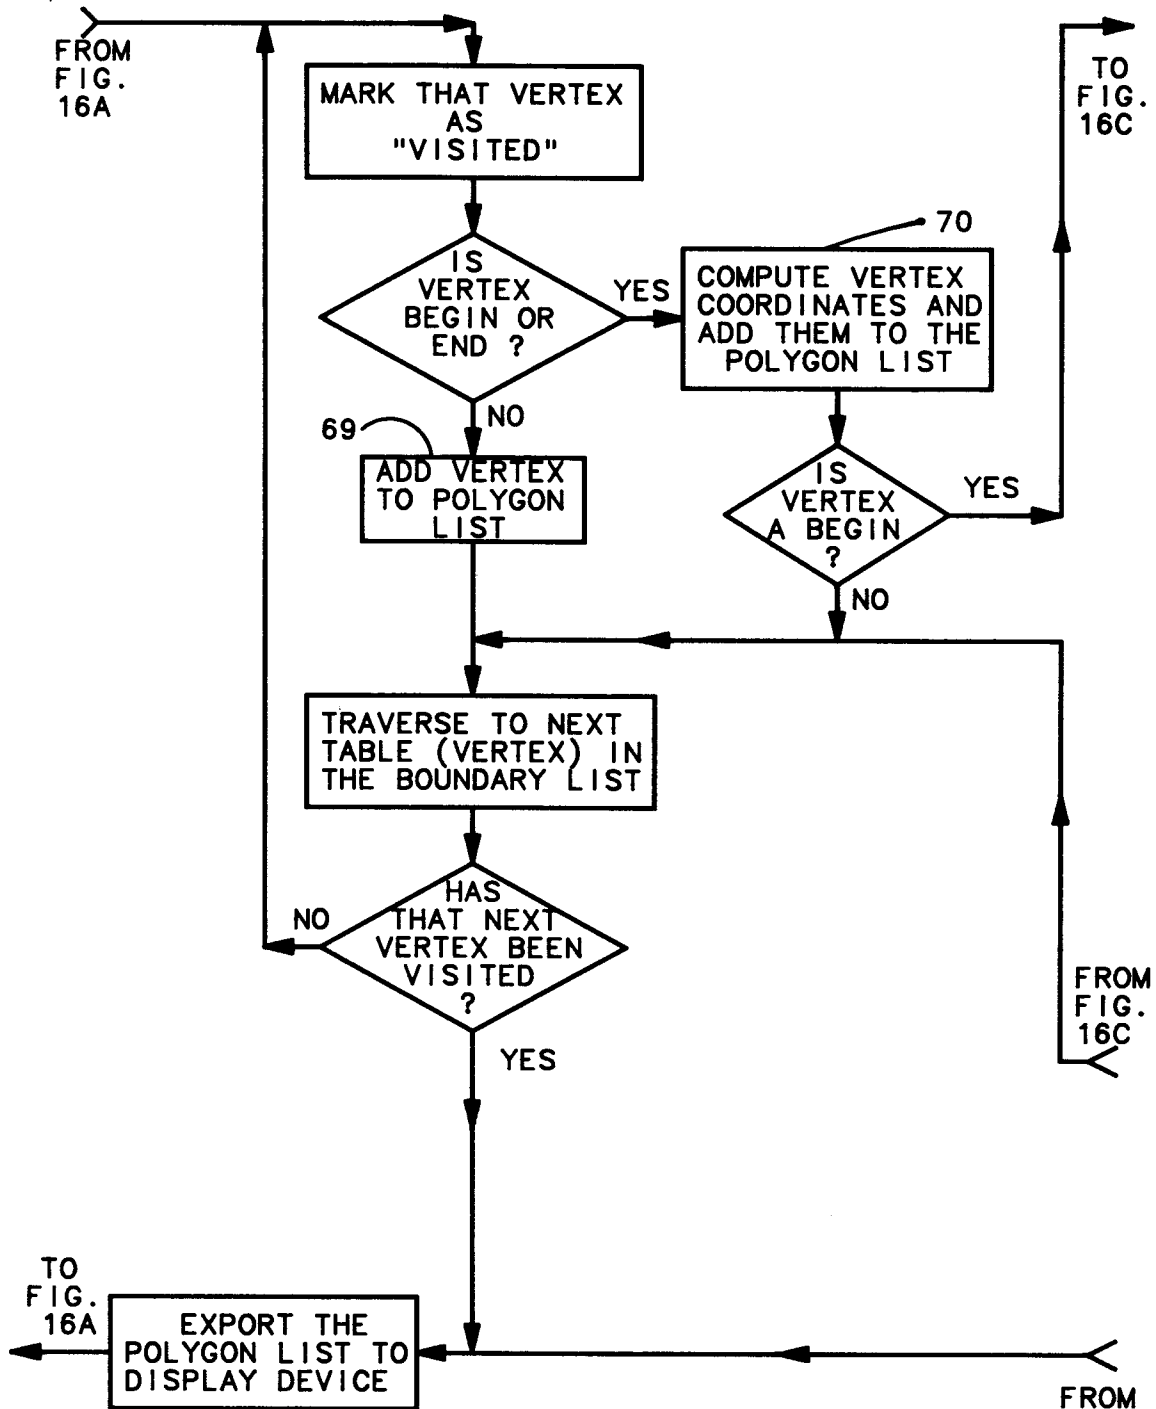 FROM
FIG.
16A
MARK THAT VERTEX
AS
"VISITED"
TO
FIG.
16C
IS
VERTEX
BEGIN OR
END ?
YES
70
COMPUTE VERTEX
COORDINATES AND
ADD THEM TO THE
POLYGON LIST
NO
69
ADD VERTEX
TO POLYGON
LIST
IS
VERTEX
A BEGIN
?
YES
NO
TRAVERSE TO NEXT
TABLE (VERTEX) IN
THE BOUNDARY LIST
HAS
THAT NEXT
VERTEX BEEN
VISITED
?
NO
YES
FROM
FIG.
16C
TO
FIG.
16A
EXPORT THE
POLYGON LIST TO
DISPLAY DEVICE
FROM